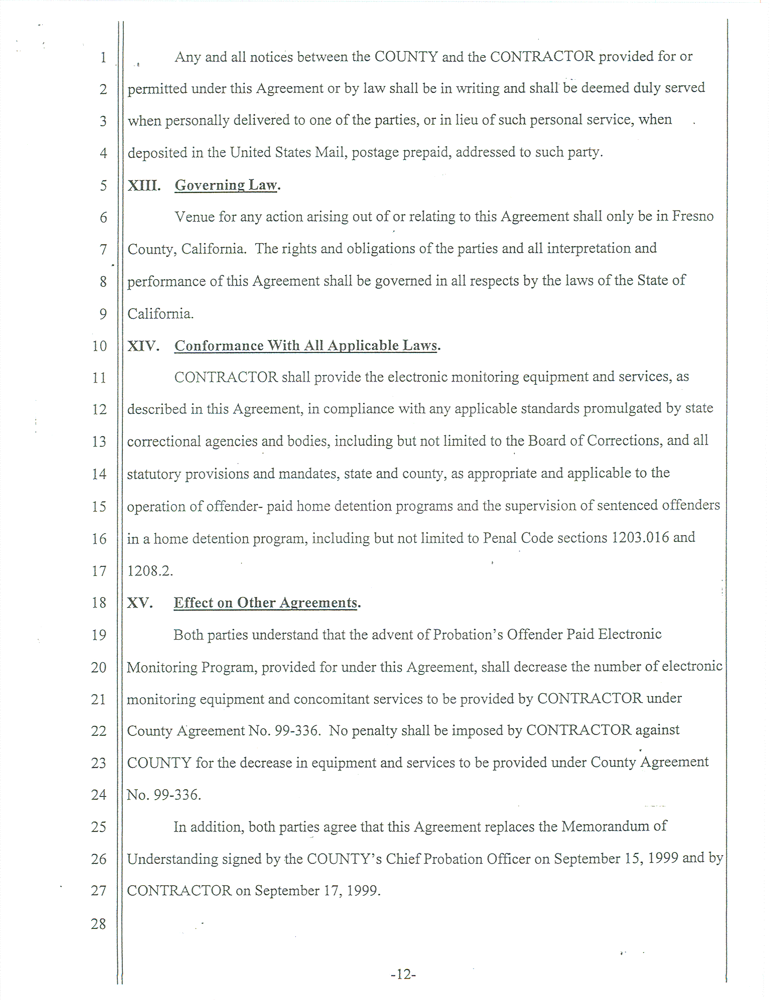 1 Any and all notices between the COUNTY and the CONTRACTOR provided for or
2 permitted under this Agreement or by law shall be in writing and shall be deemed duly served
3 when personally delivered to one of the parties, or in lieu of such personal service, when
4 deposited in the United States Mail, postage prepaid, addressed to such party.
5 XIII. Governing Law.
6 Venue for any action arising out of or relating to this Agreement shall only be in Fresno
7 County, California. The rights and obligations of the parties and all interpretation and
8 performance of this Agreement shall be governed in all respects by the laws of the State of
9 California.
10 XIV. Conformance With All Applicable Laws.
11 CONTRACTOR shall provide the electronic monitoring equipment and services, as
12 described in this Agreement, in compliance with any applicable standards promulgated by state
13 correctional agencies and bodies, including but not limited to the Board of Corrections, and all
14 statutory provisions and mandates, state and county, as appropriate and applicable to the
15 operation of offender- paid home detention programs and the supervision of sentenced offenders
16 in a home detention program, including but not limited to Penal Code sections 1203.016 and
17 1208.2.
18 XV. Effect on Other Agreements.
19 Both parties understand that the advent of Probation's Offender Paid Electronic
20 Monitoring Program, provided for under this Agreement, shall decrease the number of electronic
21 monitoring equipment and concomitant services to be provided by CONTRACTOR under
22 County Agreement No. 99-336. No penalty shall be imposed by CONTRACTOR against
23 COUNTY for the decrease in equipment and services to be provided under County Agreement
24 No. 99-336.
25 In addition, both parties agree that this Agreement replaces the Memorandum of
26 Understanding signed by the COUNTY's Chief Probation Officer on September 15, 1999 and by
27 CONTRACTOR on September 17, 1999.
28
-12-